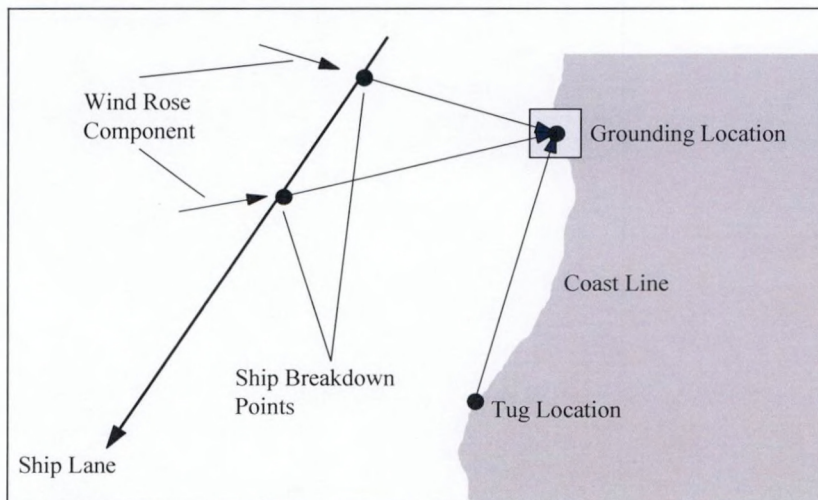 Wind Rose
Component
Grounding Location
Coast Line
Ship Breakdown
Points
Tug Location
Ship Lane